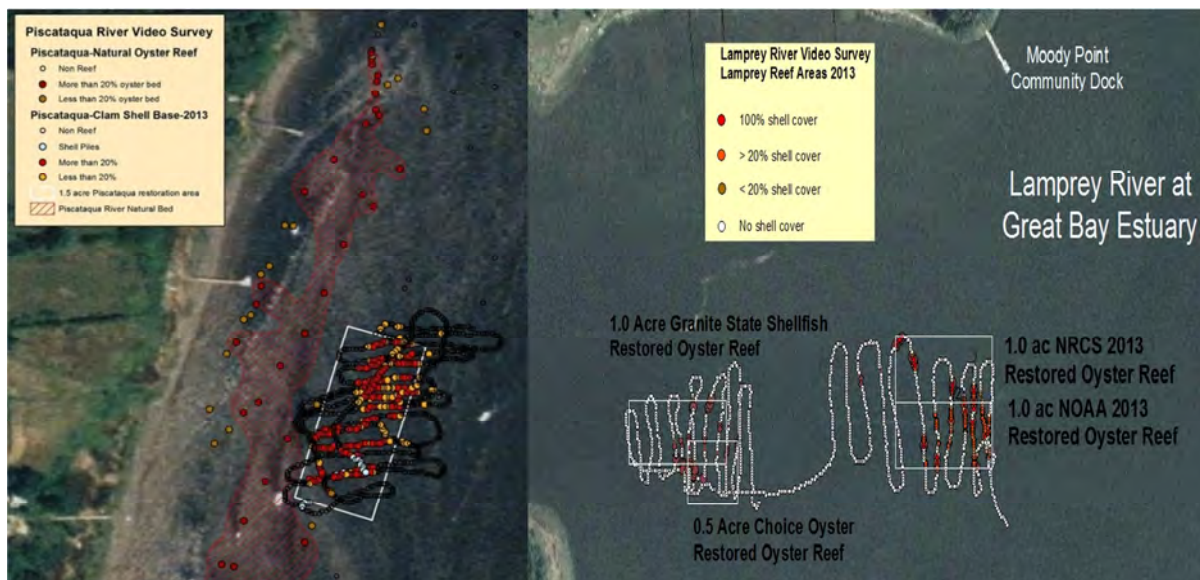 Piscataqua River Video Survey
Piscataqua-Natural Oyster Reef
Non Reef
More than 20% oyster bed
Less than 20% oyster bed
Piscataqua-Clam Shell Base-2013
Non Reef
Shell Piles
More than 20%
Less than 20%
1.5 acre Piscataqua restoration area
Piscataqua River Natural Bed
Lamprey River Video Survey
Lamprey Reef Areas 2013
100% shell cover
> 20% shell cover
< 20% shell cover
No shell cover
Moody Point
Community Dock
Lamprey River at
Great Bay Estuary
1.0 Acre Granite State Shellfish
Restored Oyster Reef
1.0 ac NRCS 2013
Restored Oyster Reef
1.0 ac NOAA 2013
Restored Oyster Reef
0.5 Acre Choice Oyster
Restored Oyster Reef